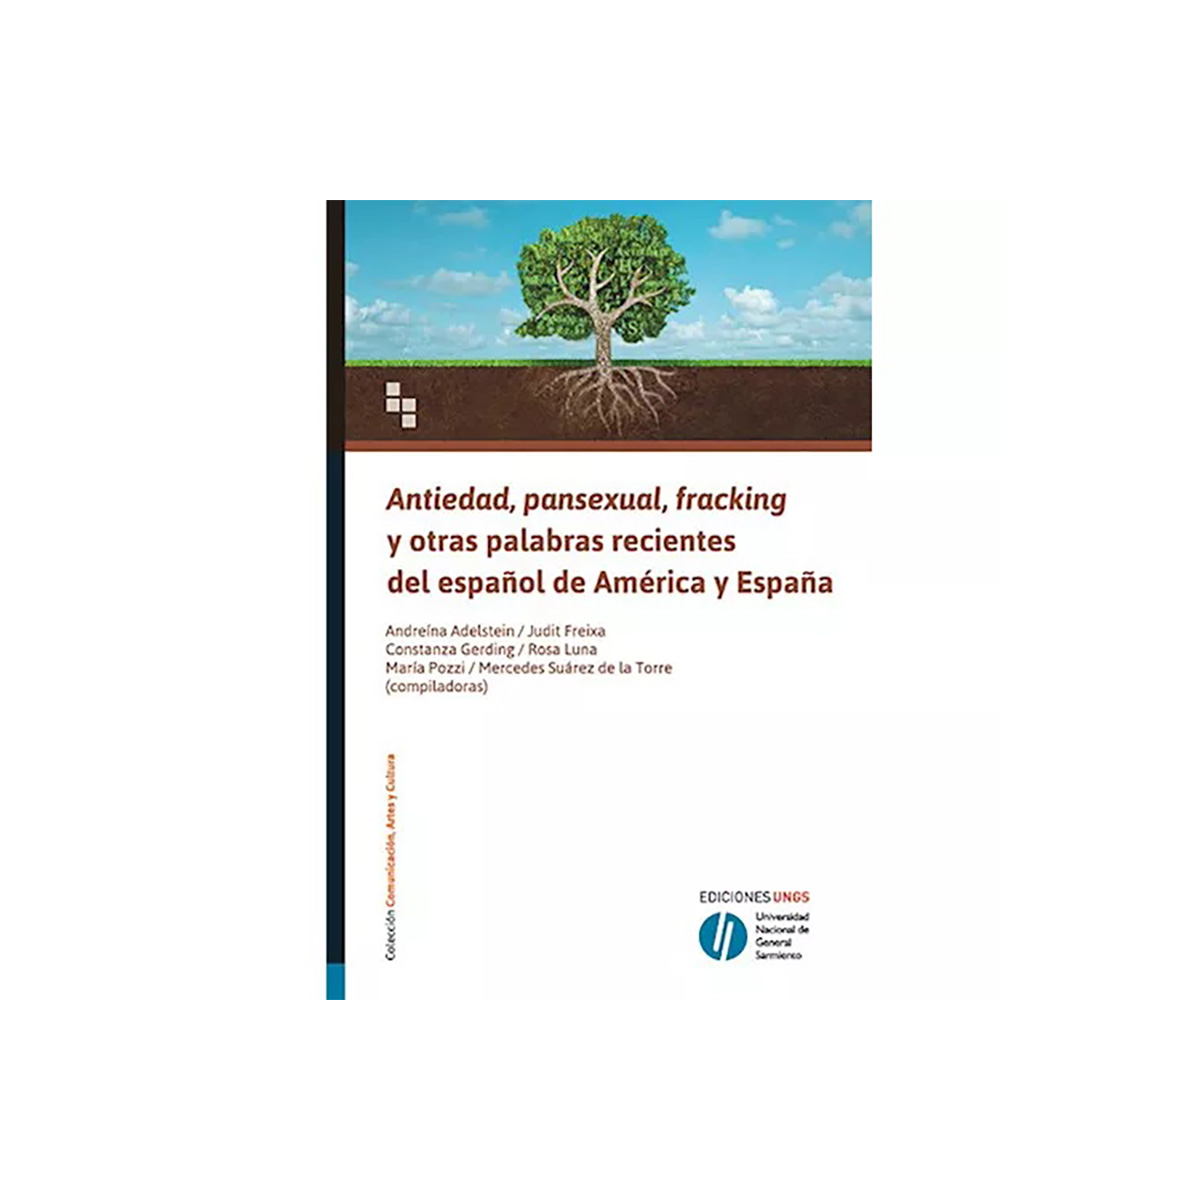 Antiedad, pansexual, fracking
y otras palabras recientes
del español de América y España
Andreína Adelstein / Judit Freixa
Constanza Gerding / Rosa Luna
María Pozzi / Mercedes Suárez de la Torre
(compiladoras)
Colección Comunicación, Artes y Cultura
EDICIONES UNGS
Universidad
Nacional de
General
Sarmiento